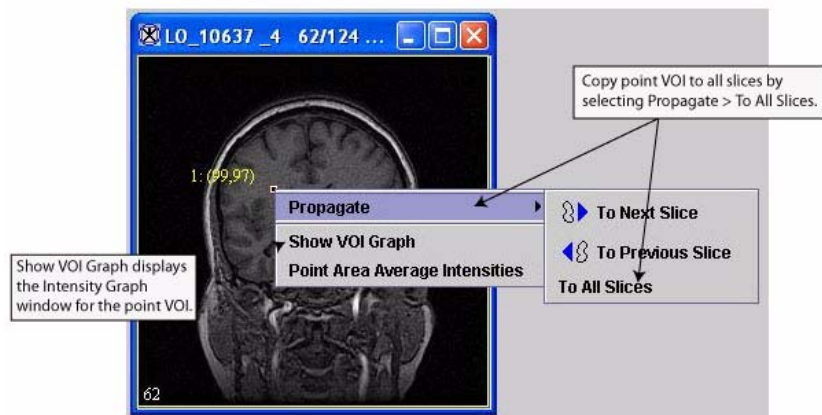 LO_10637 _4 62/124 ...
Copy point VOI to all slices by
selecting Propagate > To All Slices.
1: (99,97)
Propagate
To Next Slice
Show VOI Graph
To Previous Slice
Point Area Average Intensities
To All Slices
Show VOI Graph displays
the Intensity Graph
window for the point VOI.
62